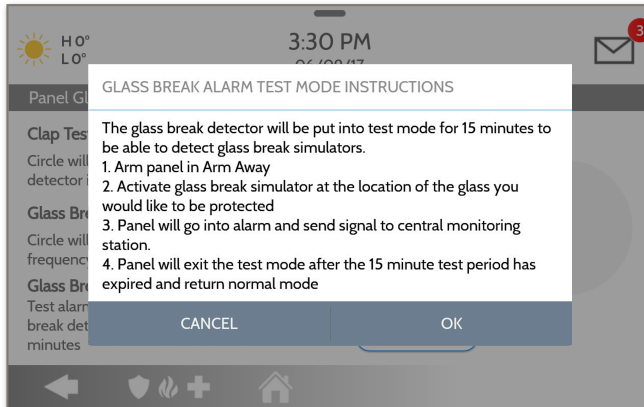 H 0°
L 0°
3:30 PM
06/08/17
3
Panel Gl
GLASS BREAK ALARM TEST MODE INSTRUCTIONS
The glass break detector will be put into test mode for 15 minutes to
be able to detect glass break simulators.
1. Arm panel in Arm Away
2. Activate glass break simulator at the location of the glass you
would like to be protected
3. Panel will go into alarm and send signal to central monitoring
station.
4. Panel will exit the test mode after the 15 minute test period has
expired and return normal mode
CANCEL
OK
Clap Tes
Circle will
detector i
Glass Bre
Circle will
frequency
Glass Bre
Test alarm
break det
minutes